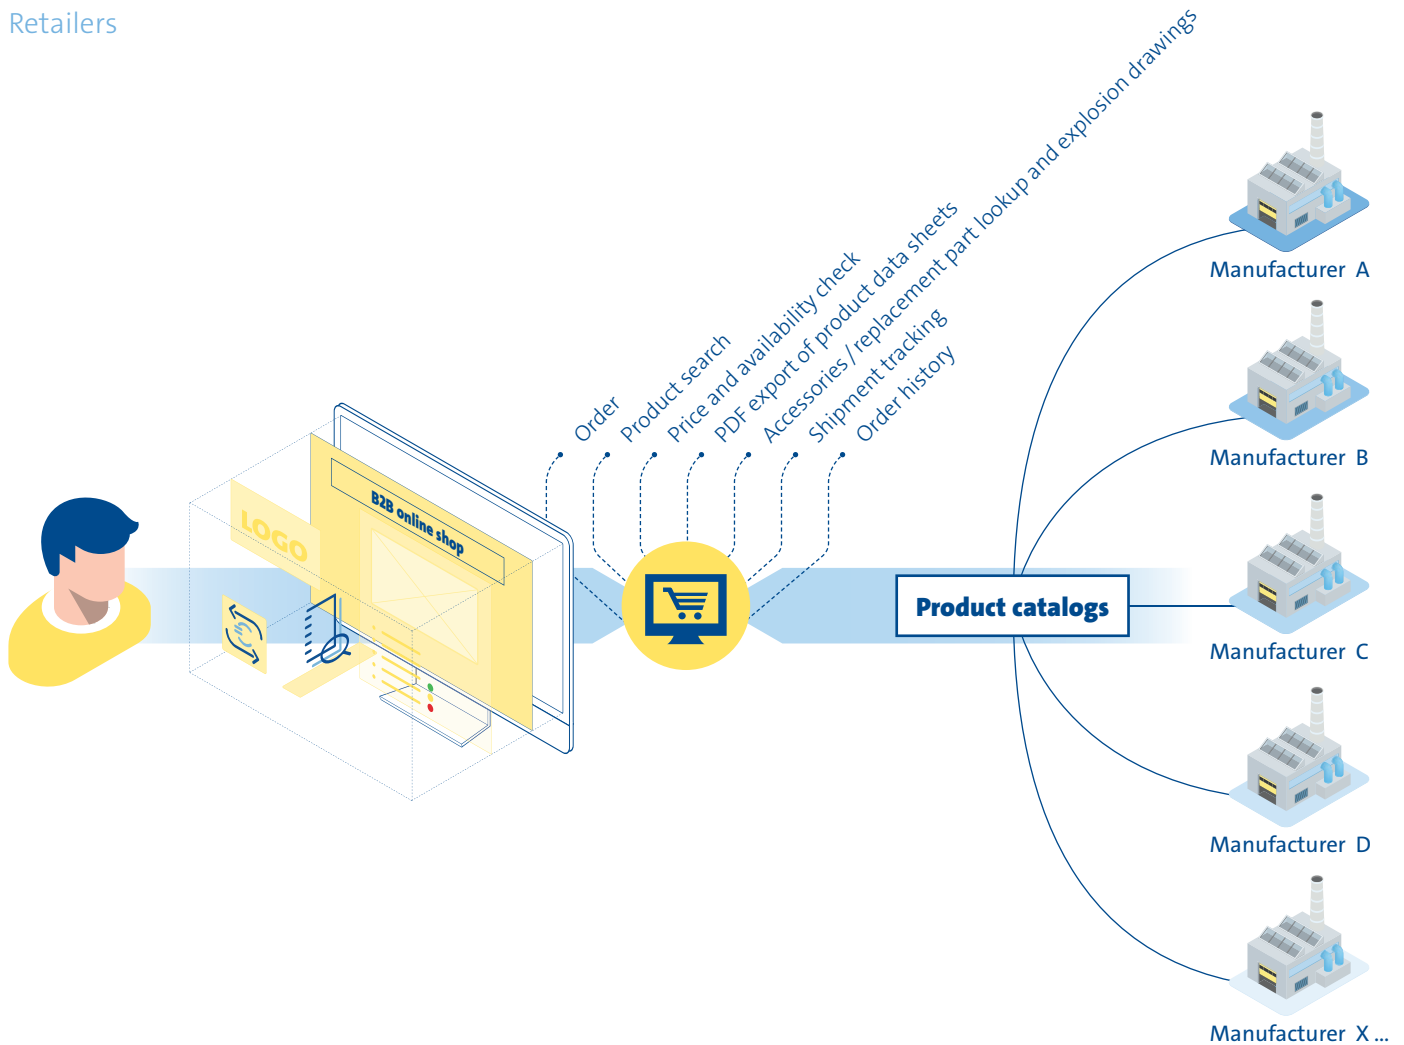 Retailers
Order
Product search
Price and availability check
PDF export of product data sheets
Accessories / replacement part lookup and explosion drawings
Shipment tracking
Order history
B2B online shop
LOGO
Product catalogs
Manufacturer A
Manufacturer B
Manufacturer C
Manufacturer D
Manufacturer X ...